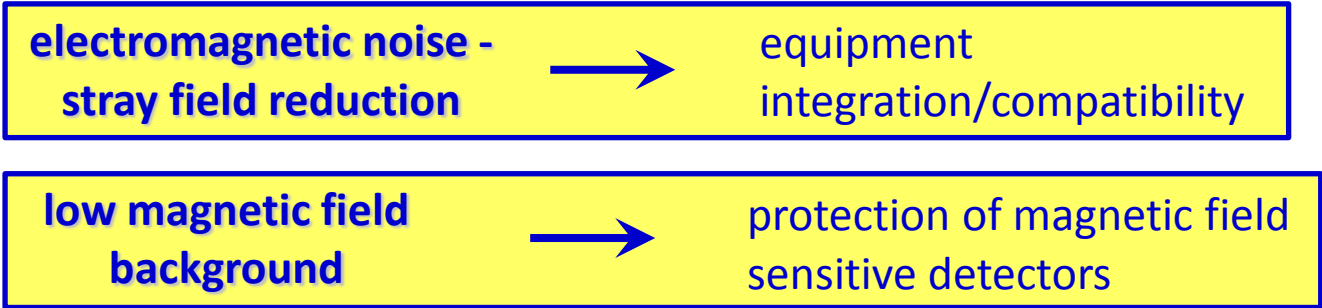 electromagnetic noise -
stray field reduction
equipment
integration/compatibility
low magnetic field
background
protection of magnetic field
sensitive detectors